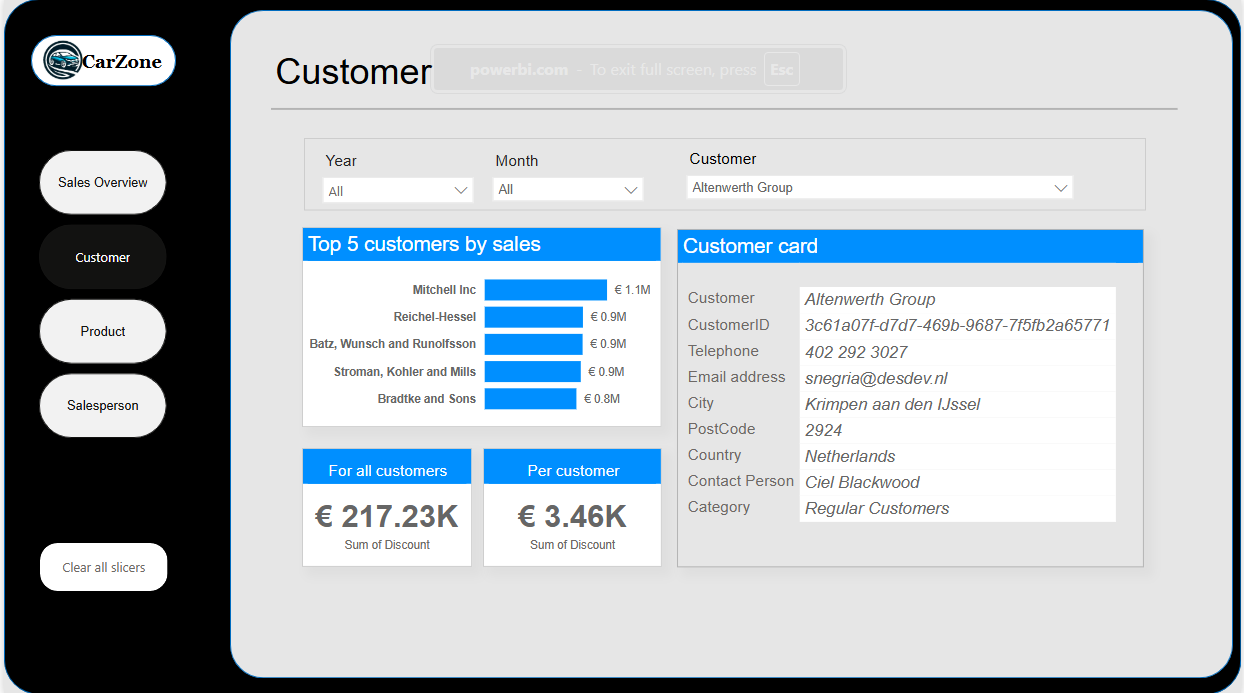 CarZone
Customer
powerbi.com - To exit full screen, press Esc
Sales Overview
Customer
Product
Salesperson
Clear all slicers
Year
All
Month
All
Customer
Altenwerth Group
Top 5 customers by sales
Mitchell Inc € 1.1M
Reichel-Hessel € 0.9M
Batz, Wunsch and Runolfsson € 0.9M
Stroman, Kohler and Mills € 0.9M
Bradtke and Sons € 0.8M
For all customers
€ 217.23K
Sum of Discount
Per customer
€ 3.46K
Sum of Discount
Customer card
Customer Altenwerth Group
CustomerID 3c61a07f-d7d7-469b-9687-7f5fb2a65771
Telephone 402 292 3027
Email address snegria@desdev.nl
City Krimpen aan den IJssel
PostCode 2924
Country Netherlands
Contact Person Ciel Blackwood
Category Regular Customers